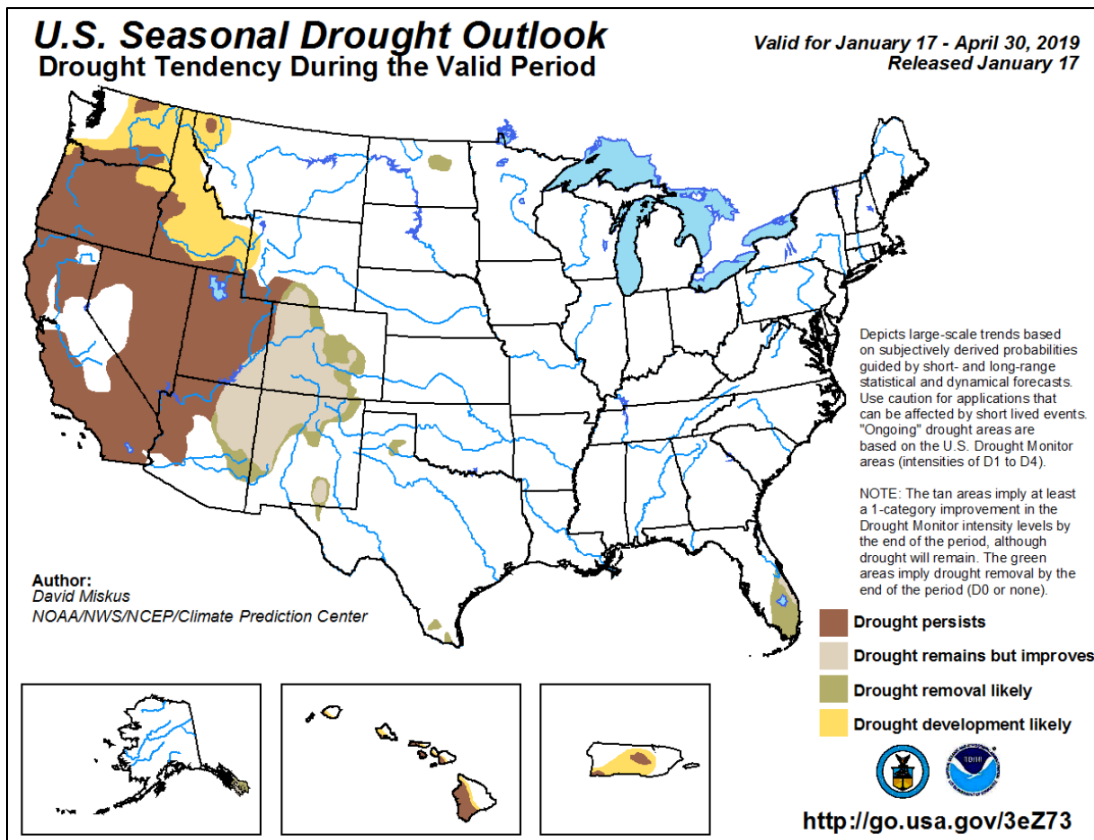 U.S. Seasonal Drought Outlook
Drought Tendency During the Valid Period
Valid for January 17 - April 30, 2019
Released January 17
Depicts large-scale trends based
on subjectively derived probabilities
guided by short- and long-range
statistical and dynamical forecasts.
Use caution for applications that
can be affected by short lived events.
"Ongoing" drought areas are
based on the U.S. Drought Monitor
areas (intensities of D1 to D4).
NOTE: The tan areas imply at least
a 1-category improvement in the
Drought Monitor intensity levels by
the end of the period, although
drought will remain. The green
areas imply drought removal by the
end of the period (D0 or none).
Author:
David Miskus
NOAA/NWS/NCEP/Climate Prediction Center
Drought persists
Drought remains but improves
Drought removal likely
Drought development likely
http://go.usa.gov/3eZ73